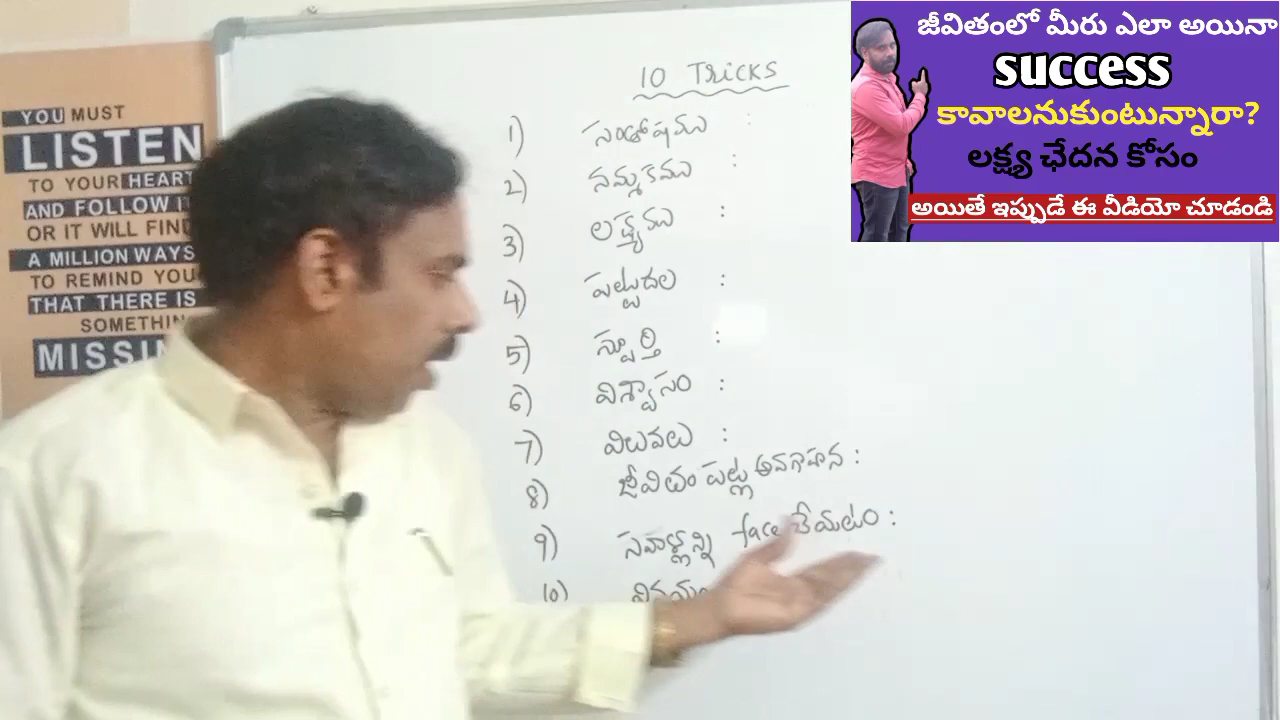 YOU MUST
LISTEN
TO YOUR HEART
AND FOLLOW IT
OR IT WILL FIND
A MILLION WAYS
TO REMIND YOU
THAT THERE IS
SOMETHIN
MISSIN
10 Tricks
1) సంతోషము :
2) నమ్మకము :
3) లక్ష్యము :
4) పట్టుదల :
5) స్ఫూర్తి :
6) విశ్వాసం :
7) విలువలు :
8) జీవితం పట్ల అవగాహన :
9) సవాళ్లన్ని face చేయటం :
10) వినయం
జీవితంలో మీరు ఎలా అయినా
success
కావాలనుకుంటున్నారా?
లక్ష్య ఛేదన కోసం
అయితే ఇప్పుడే ఈ వీడియో చూడండి